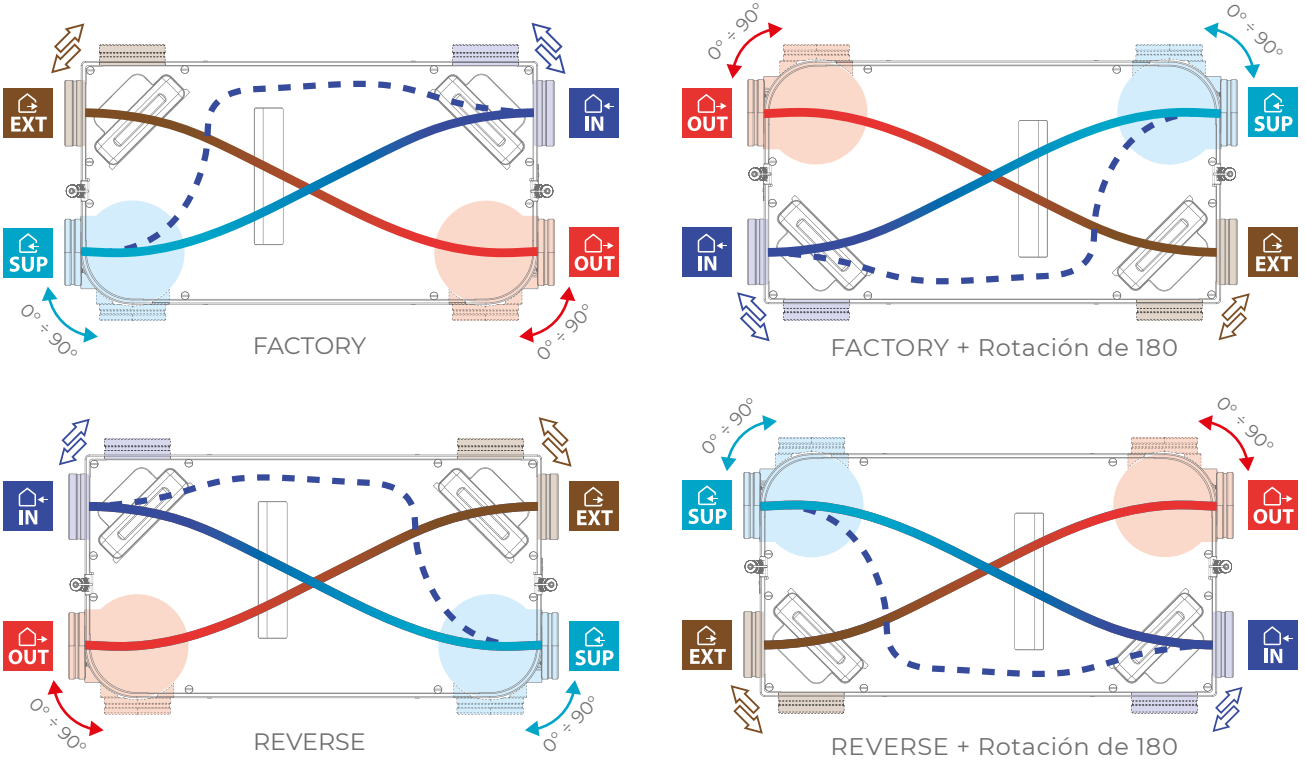 EXT
IN
SUP
OUT
0° ÷ 90°
0° ÷ 90°
FACTORY
0° ÷ 90°
0° ÷ 90°
OUT
SUP
IN
EXT
FACTORY + Rotación de 180
IN
EXT
OUT
SUP
0° ÷ 90°
0° ÷ 90°
REVERSE
0° ÷ 90°
0° ÷ 90°
SUP
OUT
EXT
IN
REVERSE + Rotación de 180